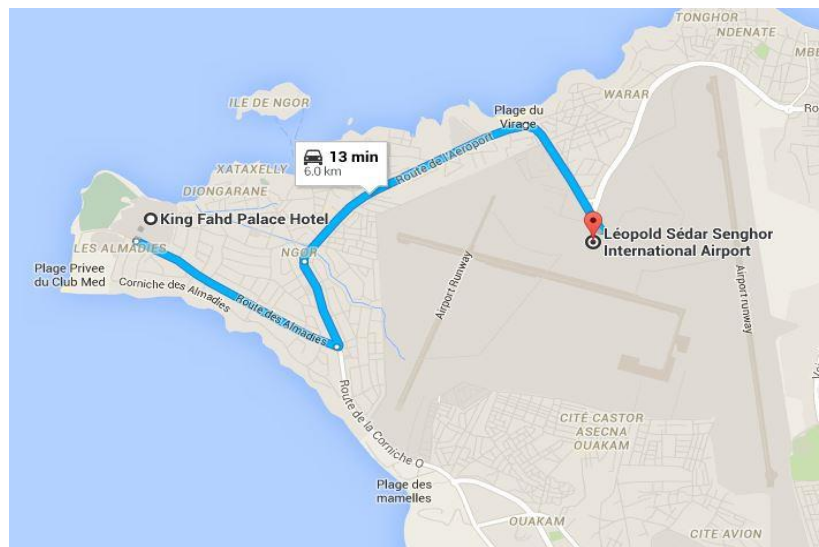 TONGHOR
NDENATE
MBE
WARAR
Ro
ILE DE NGOR
Plage du
Virage
13 min
6.0 km
Route de l'Aéroport
XATAXELLY
DIONGARANE
King Fahd Palace Hotel
Léopold Sédar Senghor
International Airport
LES ALMADIES
NGOR
Plage Privee
du Club Med
Corniche des Almadies
Route des Almadies
Airport Runway
Airport runway
Route de la Corniche O
CITÉ CASTOR
ASECNA
OUAKAM
Plage des
mamelles
OUAKAM
CITE AVION